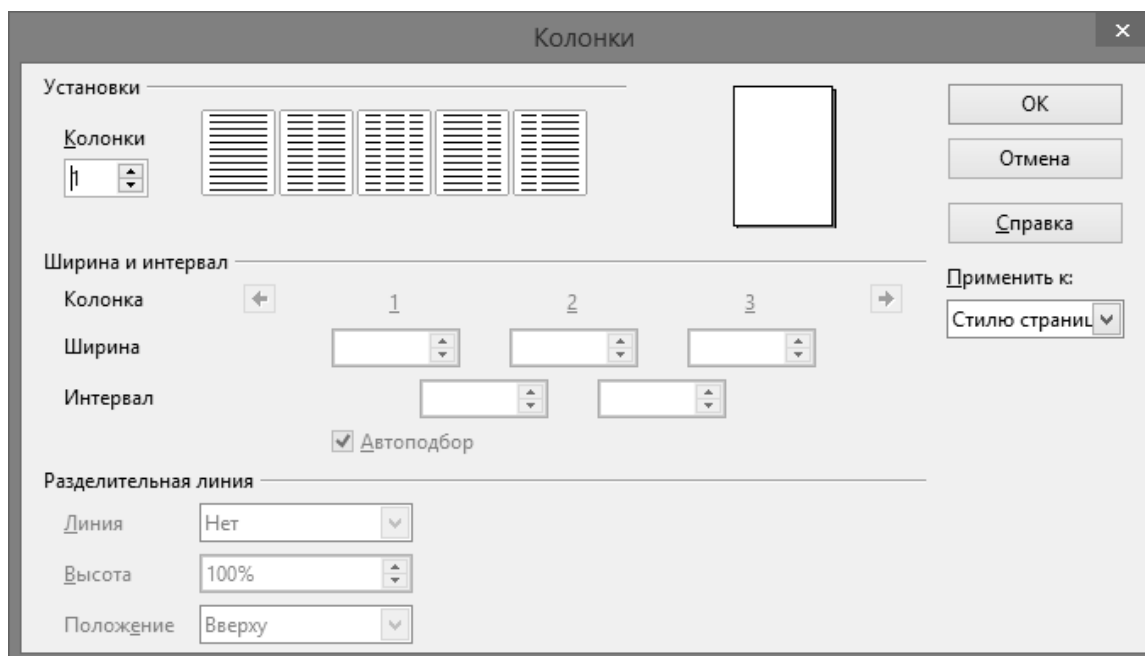 Колонки
Установки
Колонки
1
OK
Отмена
Справка
Ширина и интервал
Применить к:
Колонка 1 2 3
Стилю страниц
Ширина
Интервал
Автоподбор
Разделительная линия
Линия Нет
Высота 100%
Положение Вверху